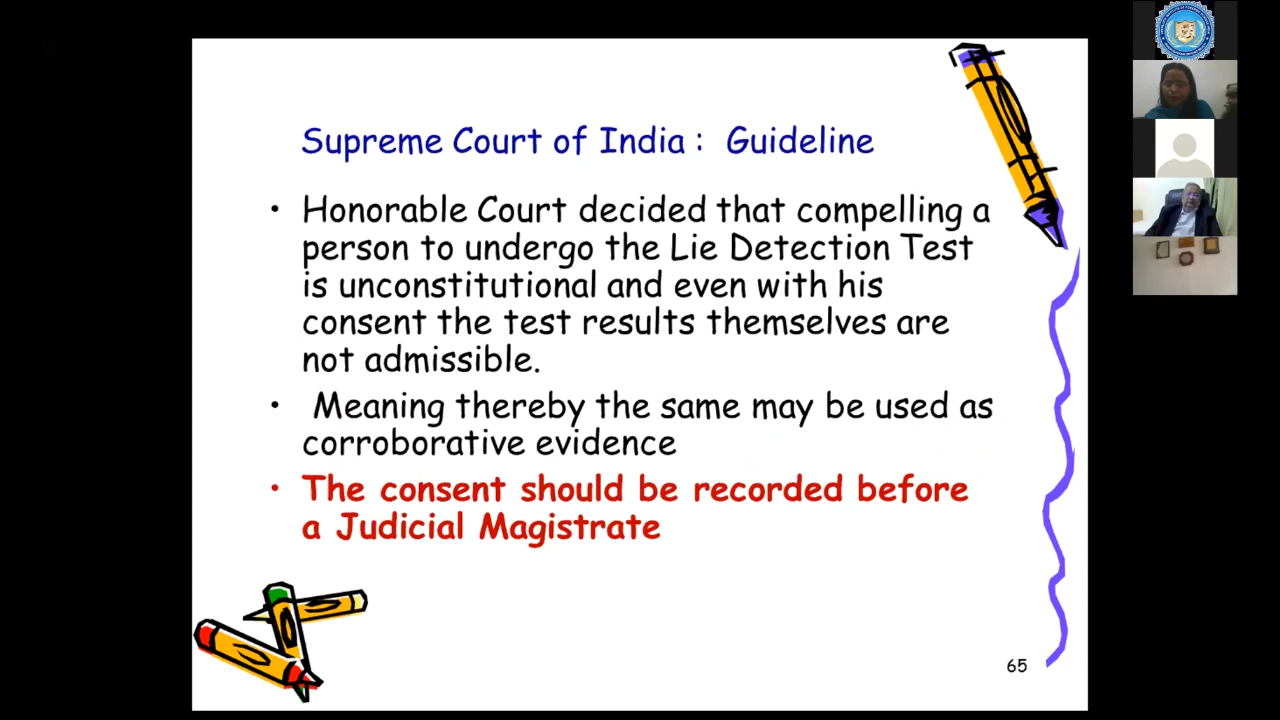 Supreme Court of India : Guideline
• Honorable Court decided that compelling a
person to undergo the Lie Detection Test
is unconstitutional and even with his
consent the test results themselves are
not admissible.
• Meaning thereby the same may be used as
corroborative evidence
• The consent should be recorded before
a Judicial Magistrate
65